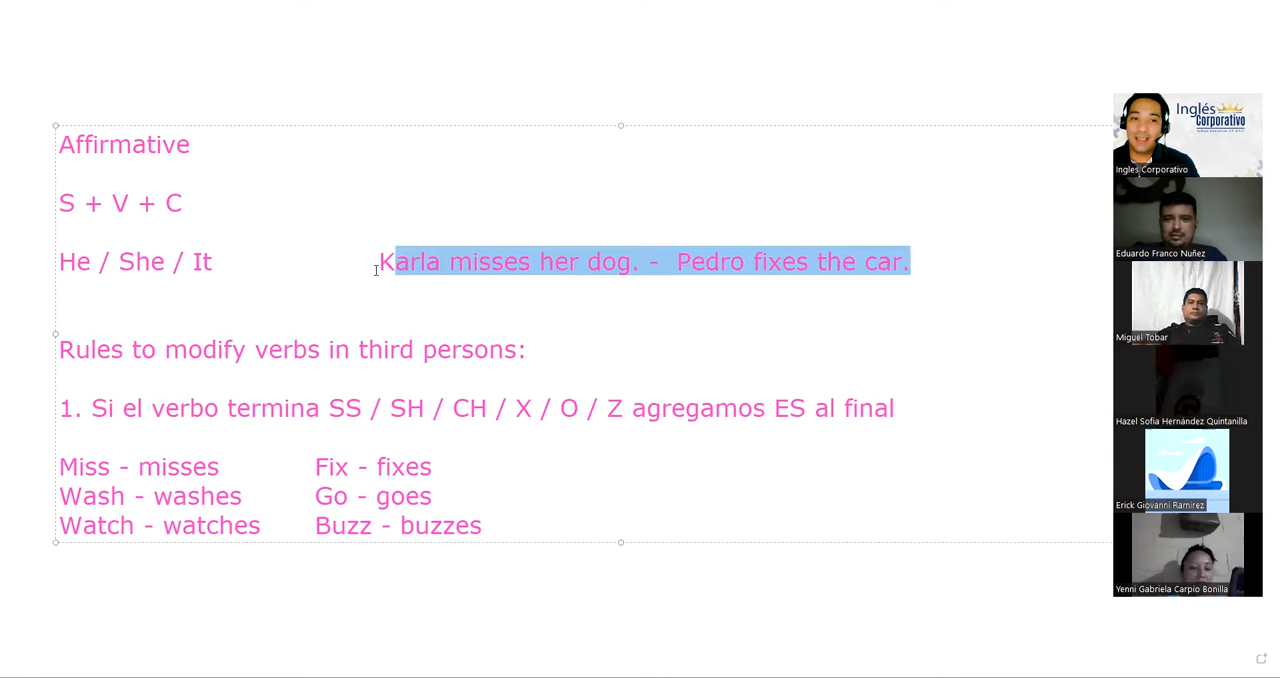 Affirmative
S + V + C
He / She / It Karla misses her dog. - Pedro fixes the car.
Rules to modify verbs in third persons:
1. Si el verbo termina SS / SH / CH / X / O / Z agregamos ES al final
Miss - misses Fix - fixes
Wash - washes Go - goes
Watch - watches Buzz - buzzes
Inglés
Corporativo
Ingles Corporativo
Eduardo Franco Nuñez
Miguel Tobar
Hazel Sofia Hernández Quintanilla
Erick Giovanni Ramirez
Yenni Gabriela Carpio Bonilla